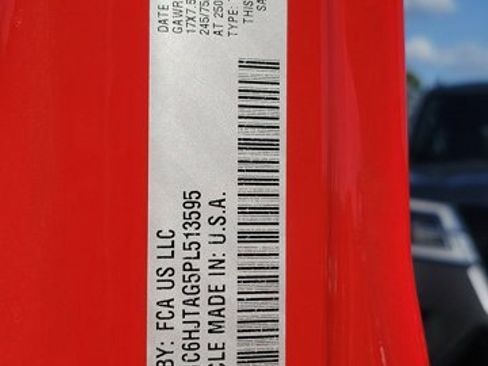 BY: FCA US LLC
C6HJTAG5PL513595
CLE MADE IN: U.S.A.
DATE
GAWR
17X7.5
245/75
AT 250
TYPE:
THIS
SA